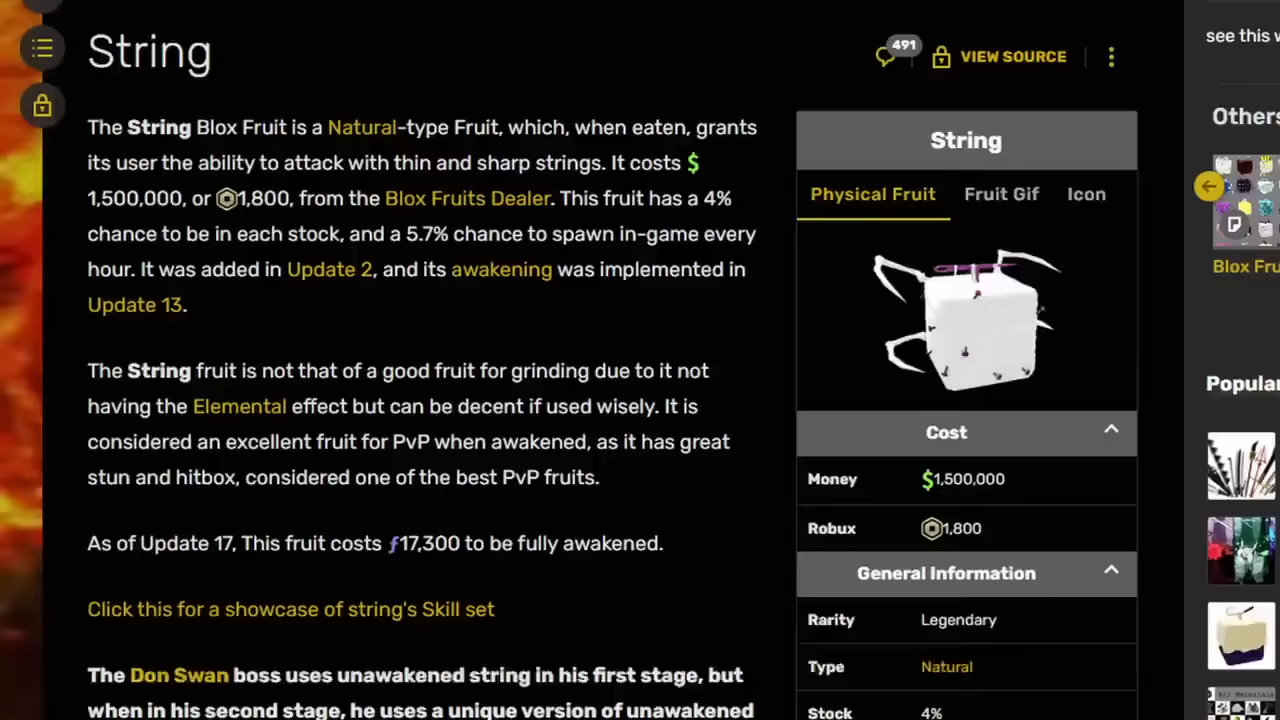 String
491
VIEW SOURCE
The String Blox Fruit is a Natural-type Fruit, which, when eaten, grants
its user the ability to attack with thin and sharp strings. It costs $
1,500,000, or 1,800, from the Blox Fruits Dealer. This fruit has a 4%
chance to be in each stock, and a 5.7% chance to spawn in-game every
hour. It was added in Update 2, and its awakening was implemented in
Update 13.
The String fruit is not that of a good fruit for grinding due to it not
having the Elemental effect but can be decent if used wisely. It is
considered an excellent fruit for PvP when awakened, as it has great
stun and hitbox, considered one of the best PvP fruits.
As of Update 17, This fruit costs ƒ17,300 to be fully awakened.
Click this for a showcase of string's Skill set
The Don Swan boss uses unawakened string in his first stage, but
when in his second stage, he uses a unique version of unawakened
String
Physical Fruit
Fruit Gif
Icon
Cost
Money
$1,500,000
Robux
1,800
General Information
Rarity
Legendary
Type
Natural
Stock
4%
see this
Others
Blox Fru
Popular